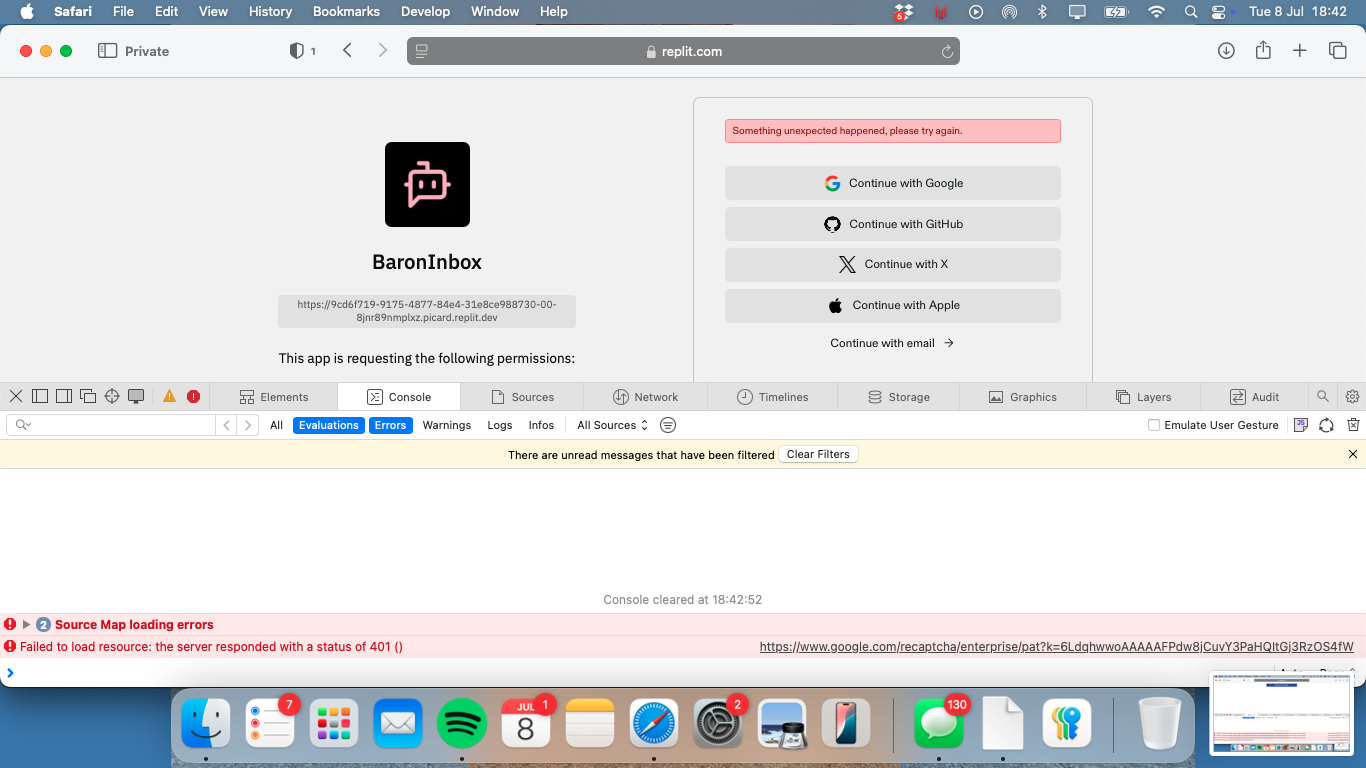 Safari File Edit View History Bookmarks Develop Window Help 5 Tue 8 Jul 18:42
Private 1 replit.com
Something unexpected happened, please try again.
Continue with Google
Continue with GitHub
Continue with X
Continue with Apple
Continue with email →
BaronInbox
https://9cd6f719-9175-4877-84e4-31e8ce988730-00-
8jnr89nmplxz.picard.replit.dev
This app is requesting the following permissions:
Elements Console Sources Network Timelines Storage Graphics Layers Audit
All Evaluations Errors Warnings Logs Infos All Sources Emulate User Gesture JS
There are unread messages that have been filtered Clear Filters
Console cleared at 18:42:52
2 Source Map loading errors
Failed to load resource: the server responded with a status of 401 () https://www.google.com/recaptcha/enterprise/pat?k=6LdqhwwoAAAAAFPdw8jCuvY3PaHQItGj3RzOS4fW
7 JUL 1 8 2 130